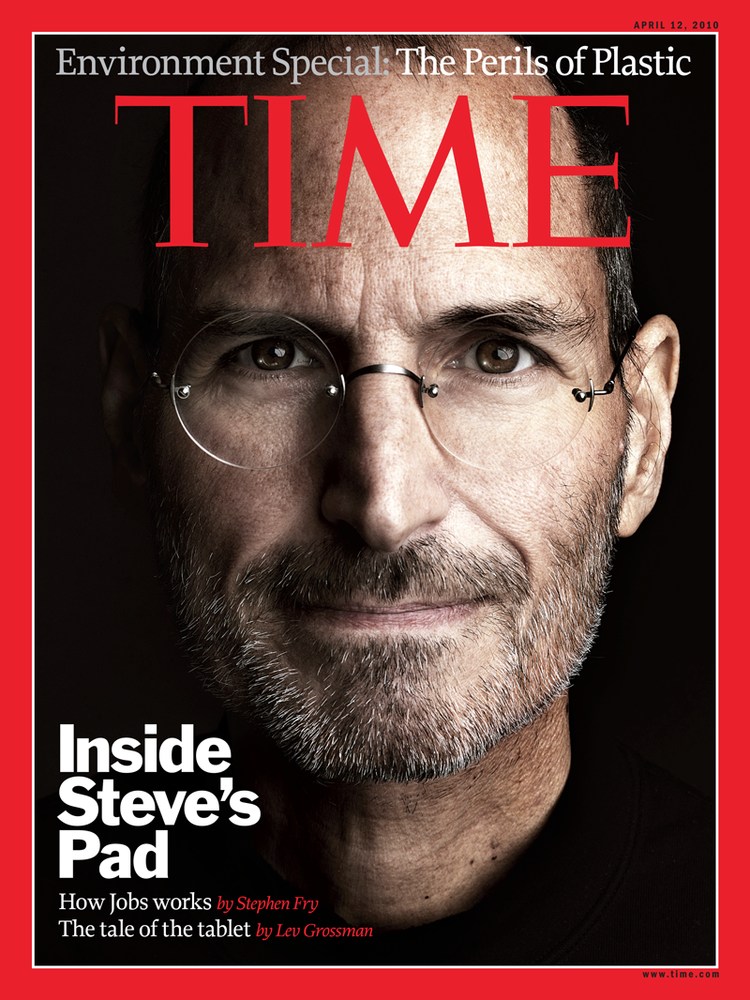 APRIL 12, 2010
Environment Special: The Perils of Plastic
TIME
Inside
Steve's
Pad
How Jobs works by Stephen Fry
The tale of the tablet by Lev Grossman
www.time.com